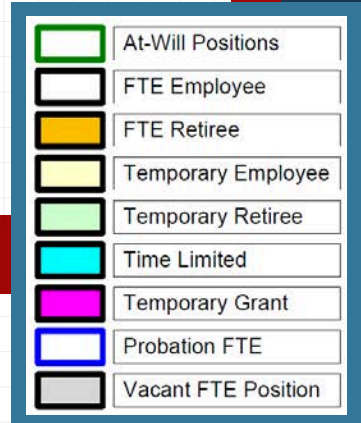 At-Will Positions
FTE Employee
FTE Retiree
Temporary Employee
Temporary Retiree
Time Limited
Temporary Grant
Probation FTE
Vacant FTE Position